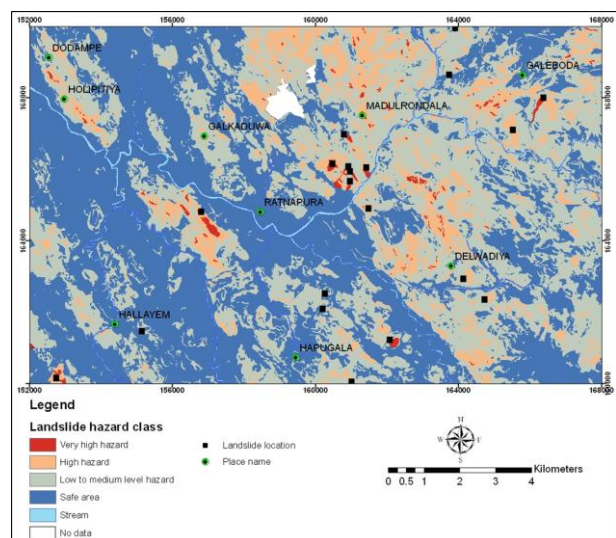 152000 156000 160000 164000 168000
DODAMPE
GALEBODA
HOLIPITIYA
168000 168000
MADULRONDALA
GALKADUWA
RATNAPURA
164000 164000
DELWADIYA
HALLAYEM
HAPUGALA
152000 156000 160000 164000 168000
Legend
Landslide hazard class
Very high hazard
High hazard
Low to medium level hazard
Safe area
Stream
No data
Landslide location
Place name
N
W E
S
Kilometers
0 0.5 1 2 3 4